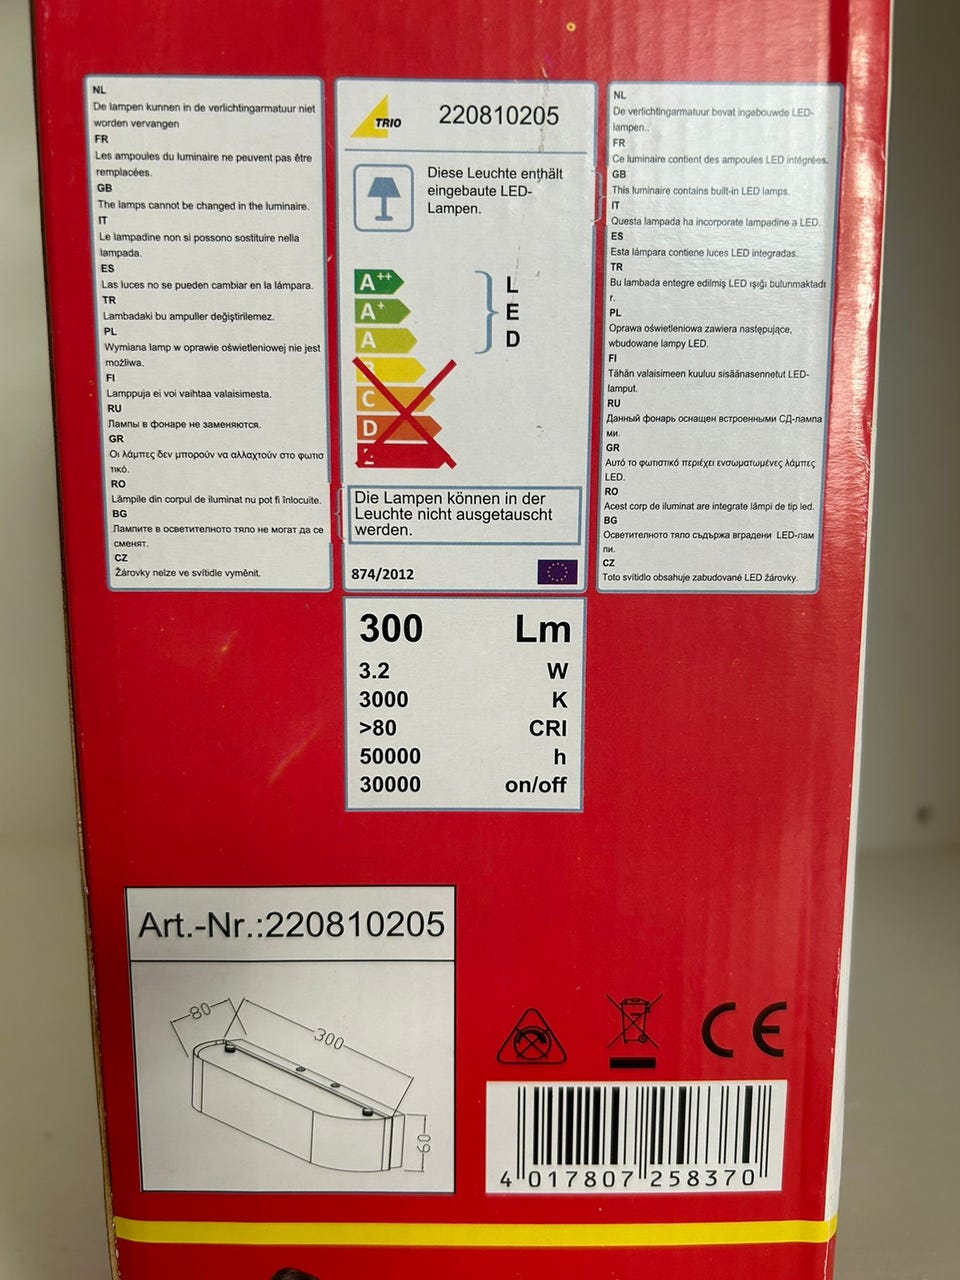 NL
De lampen kunnen in de verlichtingarmatuur niet
worden vervangen
FR
Les ampoules du luminaire ne peuvent pas être
remplacées.
GB
The lamps cannot be changed in the luminaire.
IT
Le lampadine non si possono sostituire nella
lampada.
ES
Las luces no se pueden cambiar en la lámpara.
TR
Lambadaki bu ampuller değiştirilemez.
PL
Wymiana lamp w oprawie oświetleniowej nie jest
możliwa.
FI
Lamppuja ei voi vaihtaa valaisimesta.
RU
Лампы в фонаре не заменяются.
GR
Οι λάμπες δεν μπορούν να αλλαχτούν στο φωτισ
τικό.
RO
Lămpile din corpul de iluminat nu pot fi înlocuite.
BG
Лампите в осветителното тяло не могат да се
сменят.
CZ
Žárovky nelze ve svítidle vyměnit.
TRIO
220810205
Diese Leuchte enthält
eingebaute LED-
Lampen.
A++
A+
A
B
C
D
E
L
E
D
Die Lampen können in der
Leuchte nicht ausgetauscht
werden.
874/2012
NL
De verlichtingarmatuur bevat ingebouwde LED-
lampen..
FR
Ce luminaire contient des ampoules LED intégrées.
GB
This luminaire contains built-in LED lamps.
IT
Questa lampada ha incorporate lampadine a LED.
ES
Esta lámpara contiene luces LED integradas.
TR
Bu lambada entegre edilmiş LED ışığı bulunmaktadı
r.
PL
Oprawa oświetleniowa zawiera następujące,
wbudowane lampy LED.
FI
Tähän valaisimeen kuuluu sisäänasennetut LED-
lamput.
RU
Данный фонарь оснащен встроенными СД-лампа
ми.
GR
Αυτό το φωτιστικό περιέχει ενσωματωμένες λάμπες
LED.
RO
Acest corp de iluminat are integrate lămpi de tip led.
BG
Осветителното тяло съдържа вградени LED-лам
пи.
CZ
Toto svítidlo obsahuje zabudované LED žárovky.
300 Lm
3.2 W
3000 K
>80 CRI
50000 h
30000 on/off
Art.-Nr.:220810205
80
300
60
CE
4 017807 258370